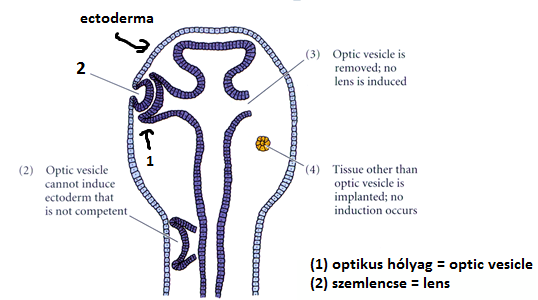 ectoderma
2
(3) Optic vesicle is
removed; no
lens is induced
1
(2) Optic vesicle
cannot induce
ectoderm that
is not competent
(4) Tissue other than
optic vesicle is
implanted; no
induction occurs
(1) optikus hólyag = optic vesicle
(2) szemlencse = lens